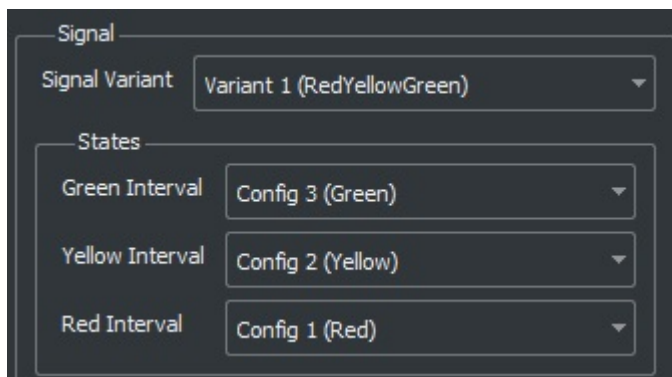 Signal
Signal Variant Variant 1 (RedYellowGreen)
States
Green Interval Config 3 (Green)
Yellow Interval Config 2 (Yellow)
Red Interval Config 1 (Red)